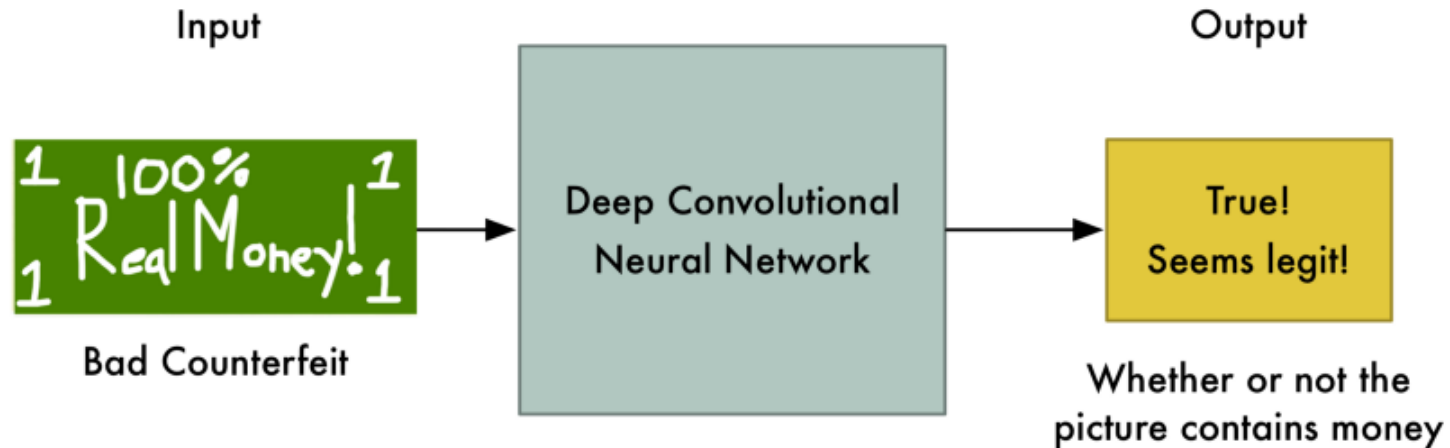 Input
Output
1 100% 1
Real Money!
1 1
Bad Counterfeit
Deep Convolutional
Neural Network
True!
Seems legit!
Whether or not the
picture contains money